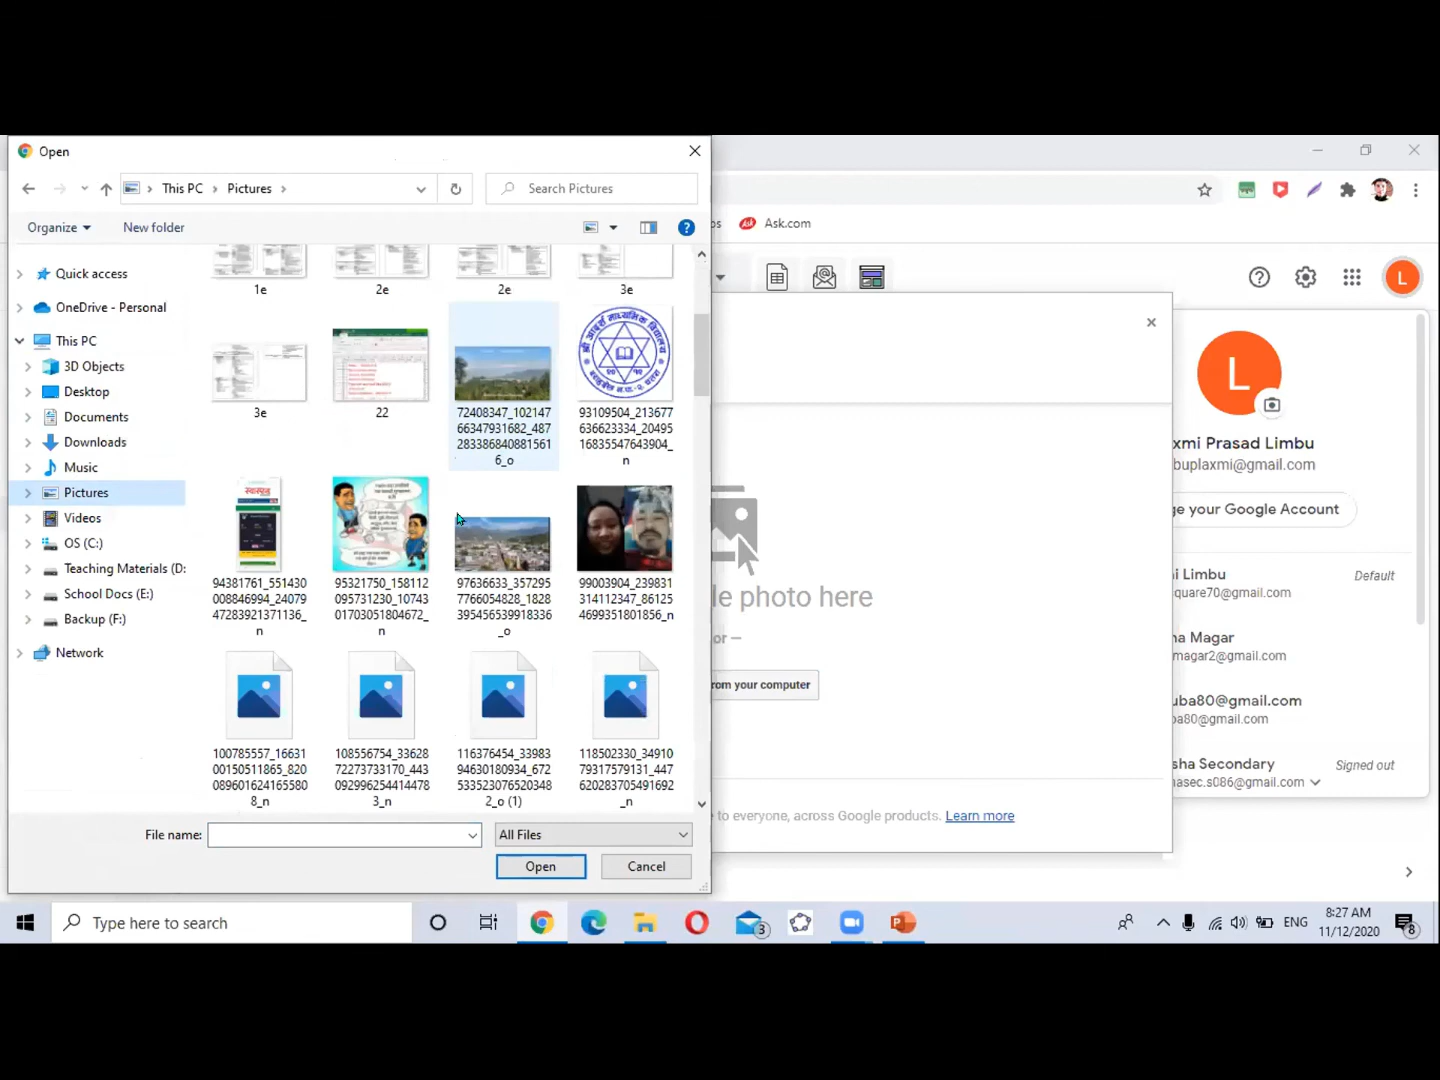 Open
This PC
Pictures
Search Pictures
Organize
New folder
Ask.com
Quick access
OneDrive - Personal
This PC
3D Objects
Desktop
Documents
Downloads
Music
Pictures
Videos
OS (C:)
Teaching Materials (D:
School Docs (E:)
Backup (F:)
Network
1e
2e
2e
3e
3e
22
72408347_102147
66347931682_487
283386840881561
6_o
93109504_213677
636623334_20495
16835547643904_
n
94381761_551430
008846994_24079
47283921371136_
n
95321750_158112
095731230_10743
01703051804672_
n
97636633_357295
7766054828_1828
395456539918336
_o
99003904_239831
314112347_86125
4699351801856_n
100785557_16631
00150511865_820
089601624165580
8_n
108556754_33628
72273733170_443
092996254414478
3_n
116376454_33983
94630180934_672
533523076520348
2_o (1)
118502330_34910
79317579131_447
620283705491692
_n
File name:
All Files
Open
Cancel
le photo here
or —
rom your computer
to everyone, across Google products. Learn more
L
L
xmi Prasad Limbu
buplaxmi@gmail.com
ge your Google Account
i Limbu
Default
quare70@gmail.com
na Magar
magar2@gmail.com
uba80@gmail.com
ba80@gmail.com
sha Secondary
Signed out
nasec.s086@gmail.com
Type here to search
3
ENG
8:27 AM
11/12/2020
8